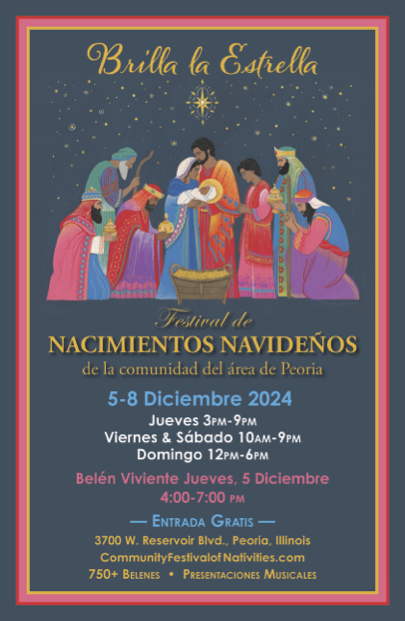 Brilla la Estrella
Festival de
NACIMIENTOS NAVIDEÑOS
de la comunidad del área de Peoria
5-8 Diciembre 2024
Jueves 3PM-9PM
Viernes & Sábado 10AM-9PM
Domingo 12PM-6PM
Belén Viviente Jueves, 5 Diciembre
4:00-7:00 PM
— ENTRADA GRATIS —
3700 W. Reservoir Blvd., Peoria, Illinois
CommunityFestivalofNativities.com
750+ BELENES • PRESENTACIONES MUSICALES